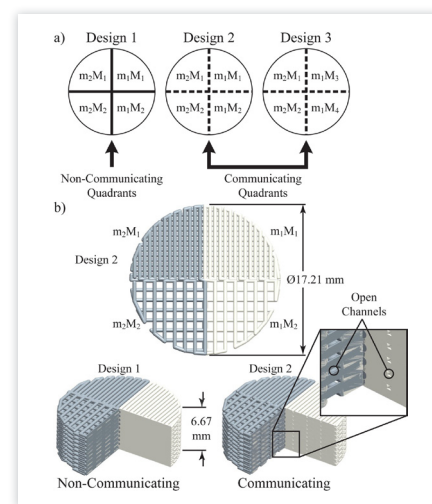 a)
Design 1 Design 2 Design 3
m₂M₁ m₁M₁ m₂M₁ m₁M₁ m₂M₁ m₁M₃
m₂M₂ m₁M₂ m₂M₂ m₁M₂ m₂M₂ m₁M₄
Non-Communicating Communicating
Quadrants Quadrants
b)
m₂M₁ m₁M₁
Design 2
Ø17.21 mm
m₂M₂ m₁M₂
Open
Channels
Design 1 Design 2
6.67
mm
Non-Communicating Communicating